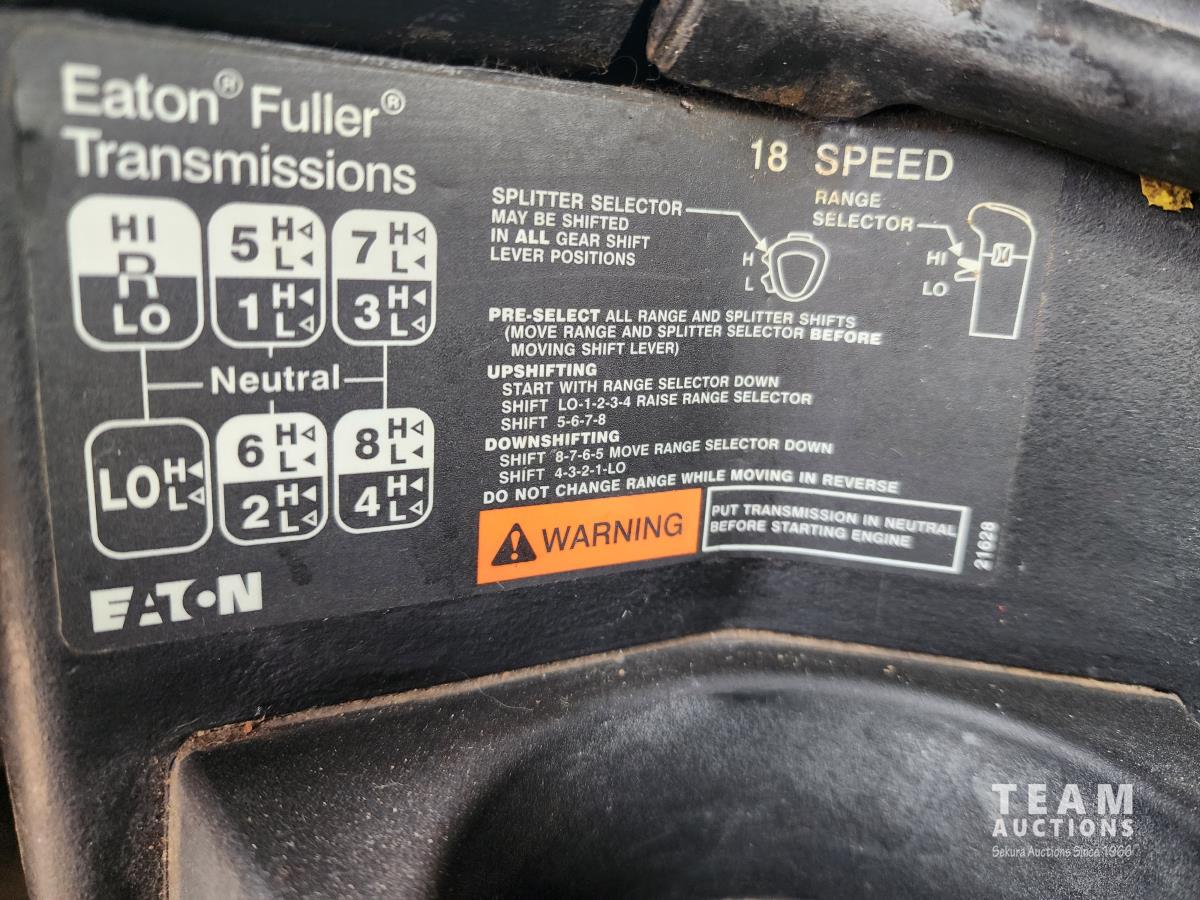 Eaton® Fuller®
Transmissions
18 SPEED
HI
R
LO
5 H L
1 H L
7 H L
3 H L
Neutral
LO H L
6 H L
2 H L
8 H L
4 H L
EATON
SPLITTER SELECTOR
MAY BE SHIFTED
IN ALL GEAR SHIFT
LEVER POSITIONS
H
L
RANGE
SELECTOR
HI
LO
PRE-SELECT ALL RANGE AND SPLITTER SHIFTS
(MOVE RANGE AND SPLITTER SELECTOR BEFORE
MOVING SHIFT LEVER)
UPSHIFTING
START WITH RANGE SELECTOR DOWN
SHIFT LO-1-2-3-4 RAISE RANGE SELECTOR
SHIFT 5-6-7-8
DOWNSHIFTING
SHIFT 8-7-6-5 MOVE RANGE SELECTOR DOWN
SHIFT 4-3-2-1-LO
DO NOT CHANGE RANGE WHILE MOVING IN REVERSE
WARNING
PUT TRANSMISSION IN NEUTRAL
BEFORE STARTING ENGINE
21628
TEAM
AUCTIONS
Sekura Auctions Since 1966